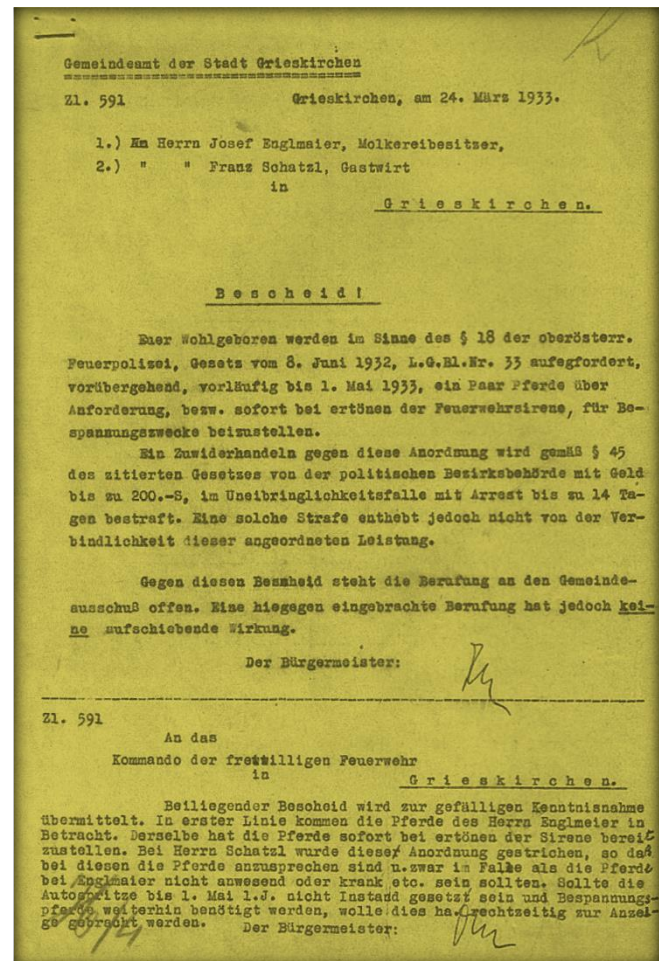 Gemeindeamt der Stadt Grieskirchen
Zl. 591 Grieskirchen, am 24. März 1933.
1.) An Herrn Josef Englmaier, Molkereibesitzer,
2.) " " Franz Schatzl, Gastwirt
in
Grieskirchen.
Bescheid!
Euer Wohlgeboren werden im Sinne des § 18 der oberösterr.
Feuerpolizei, Gesetz vom 8. Juni 1932, L.G.Bl.Nr. 33 aufegfordert,
vorübergehend, vorläufig bis 1. Mai 1933, ein Paar Pferde über
Anforderung, bezw. sofort bei ertönen der Feuerwehrsirene, für Be-
spannungszwecke beizustellen.
Ein Zuwiderhandeln gegen diese Anordnung wird gemäß § 45
des zitierten Gesetzes von der politischen Bezirksbehörde mit Geld
bis zu 200.-S, im Uneibringlichkeitsfalle mit Arrest bis zu 14 Ta-
gen bestraft. Eine solche Strafe enthebt jedoch nicht von der Ver-
bindlichkeit dieser angeordneten Leistung.
Gegen diesen Bescheid steht die Berufung an den Gemeinde-
ausschuß offen. Eine hiegegen eingebrachte Berufung hat jedoch kei-
ne aufschiebende Wirkung.
Der Bürgermeister:
Zl. 591
An das
Kommando der freiwilligen Feuerwehr
in
Grieskirchen.
Beiliegender Bescheid wird zur gefälligen Kenntnisnahme
übermittelt. In erster Linie kommen die Pferde des Herrn Englmeier in
Betracht. Derselbe hat die Pferde sofort bei ertönen der Sirene bereit
zustellen. Bei Herrn Schatzl wurde diese Anordnung gestrichen, so daß
bei diesen die Pferde anzusprechen sind u.zwar im Falle als die Pferde
bei Englmaier nicht anwesend oder krank etc. sein sollten. Sollte die
Autospritze bis 1. Mai l.J. nicht Instand gesetzt sein und Bespannungs-
pferde weiterhin benötigt werden, wolle dies ha. rechtzeitig zur Anzei-
ge gebracht werden. Der Bürgermeister: